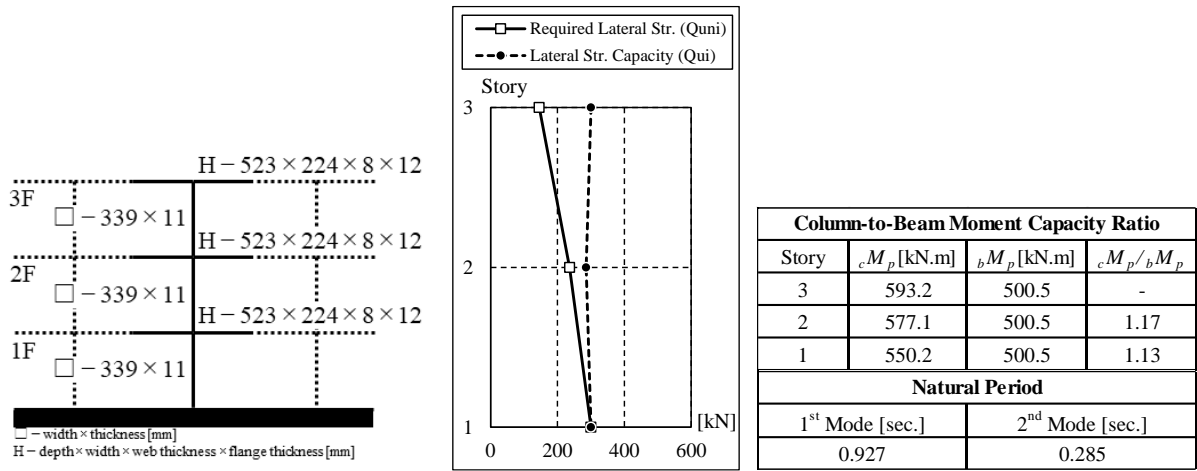 H－523×224×8×12
3F
□－339×11
H－523×224×8×12
2F
□－339×11
H－523×224×8×12
1F
□－339×11
□－width×thickness[mm]
H－depth×width×web thickness×flange thickness[mm]
Required Lateral Str. (Quni)
Lateral Str. Capacity (Qui)
Story
3
2
1
0 200 400 600
[kN]
Column-to-Beam Moment Capacity Ratio
Story cMp[kN.m] bMp[kN.m] cMp/bMp
3 593.2 500.5 -
2 577.1 500.5 1.17
1 550.2 500.5 1.13
Natural Period
1st Mode [sec.] 2nd Mode [sec.]
0.927 0.285